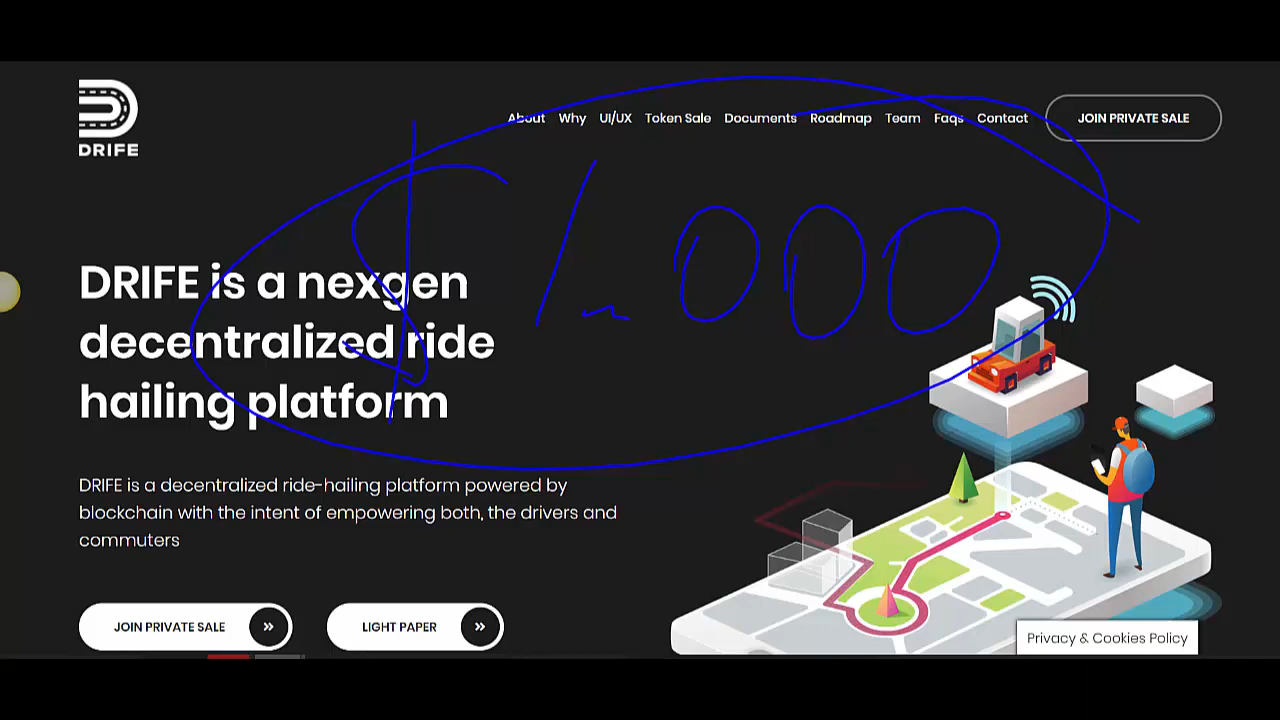 DRIFE
About Why UI/UX Token Sale Documents Roadmap Team Faqs Contact
JOIN PRIVATE SALE
$1.000
DRIFE is a nexgen
decentralized ride
hailing platform
DRIFE is a decentralized ride-hailing platform powered by
blockchain with the intent of empowering both, the drivers and
commuters
JOIN PRIVATE SALE
LIGHT PAPER
Privacy & Cookies Policy